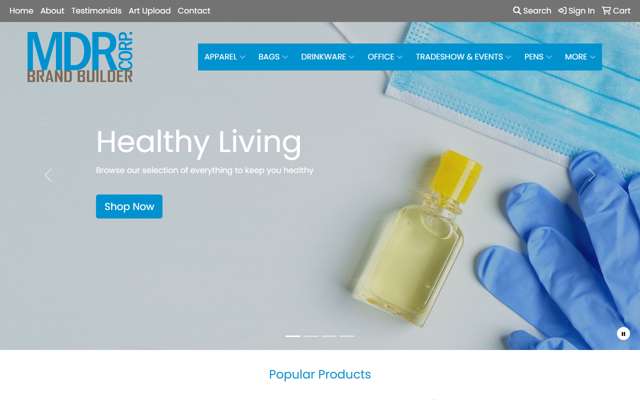 Home About Testimonials Art Upload Contact Search Sign In Cart
MDR CORP.
BRAND BUILDER
APPAREL BAGS DRINKWARE OFFICE TRADESHOW & EVENTS PENS MORE
Healthy Living
Browse our selection of everything to keep you healthy
Shop Now
Popular Products